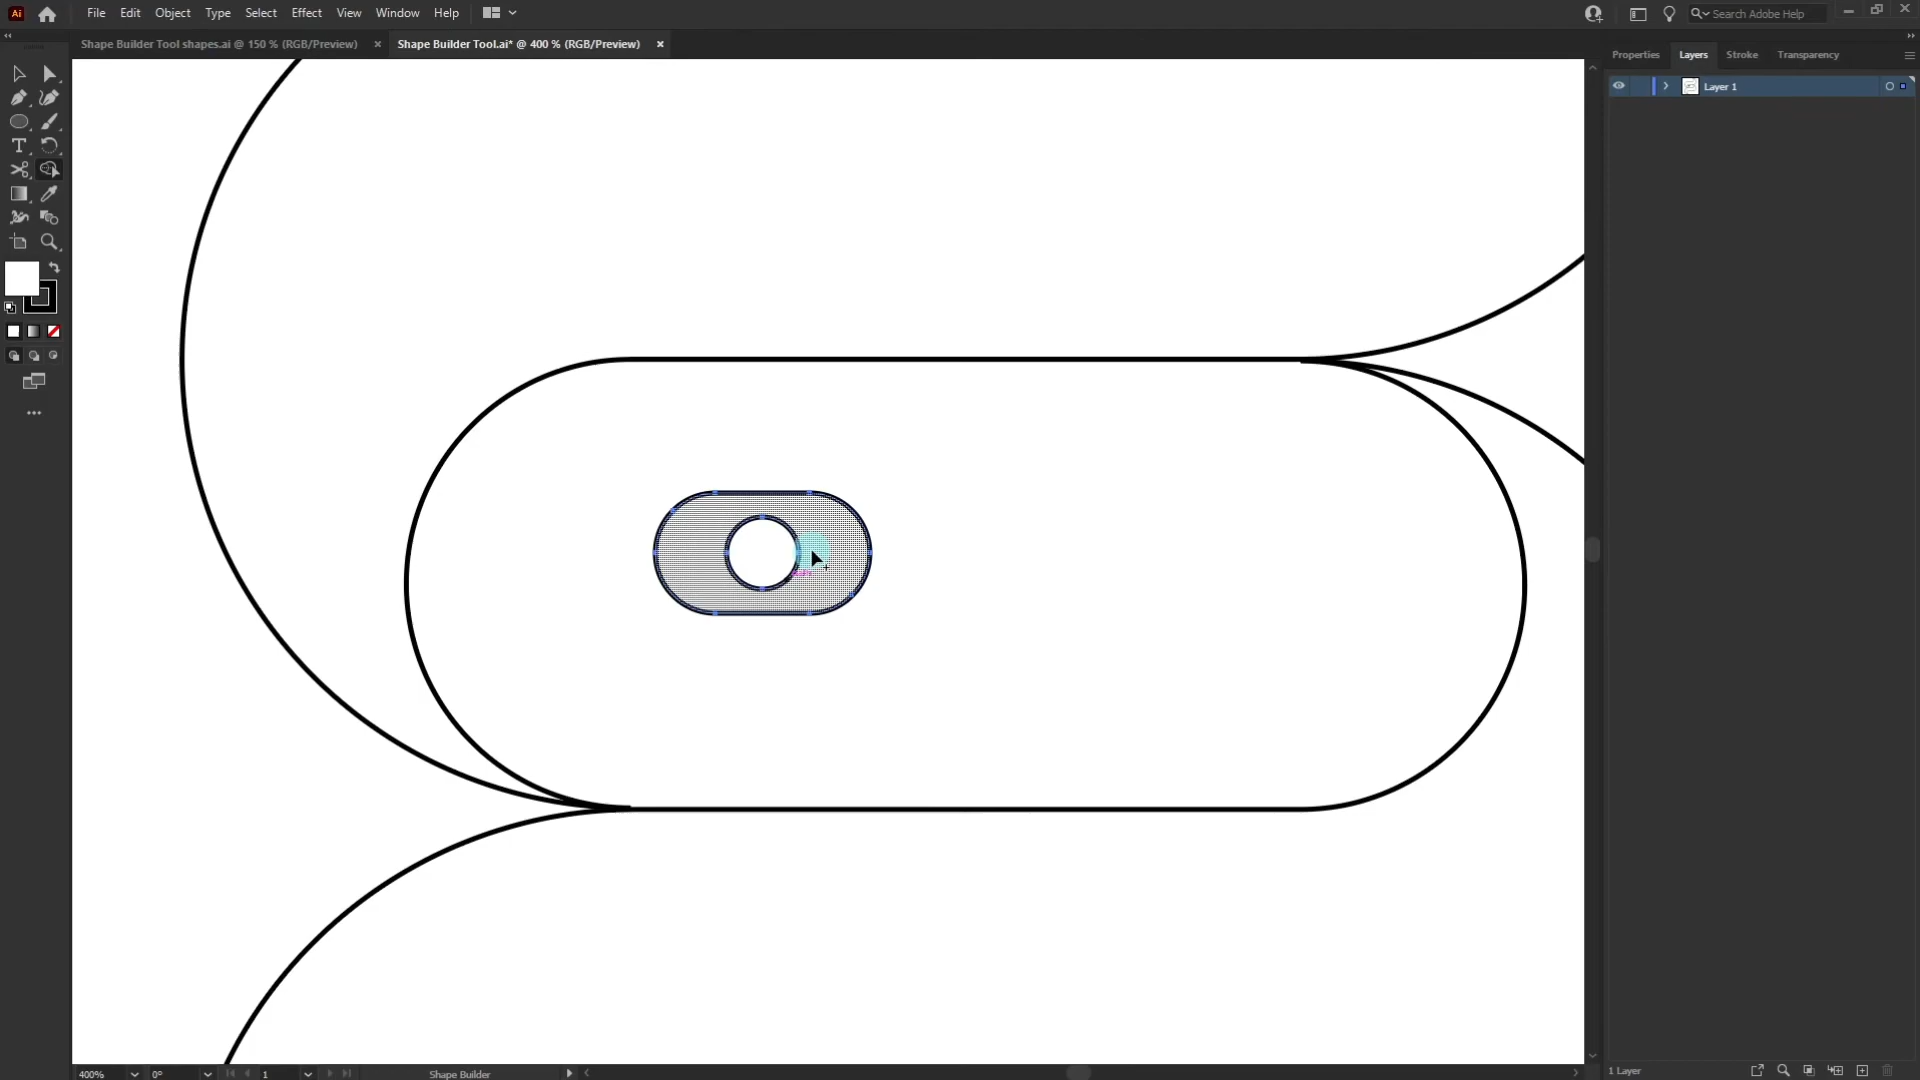 Ai File Edit Object Type Select Effect View Window Help Search Adobe Help
Shape Builder Tool shapes.ai @ 150 % (RGB/Preview) × Shape Builder Tool.ai* @ 400 % (RGB/Preview) ×
Properties Layers Stroke Transparency
Layer 1
400% 0° 1 Shape Builder
1 Layer